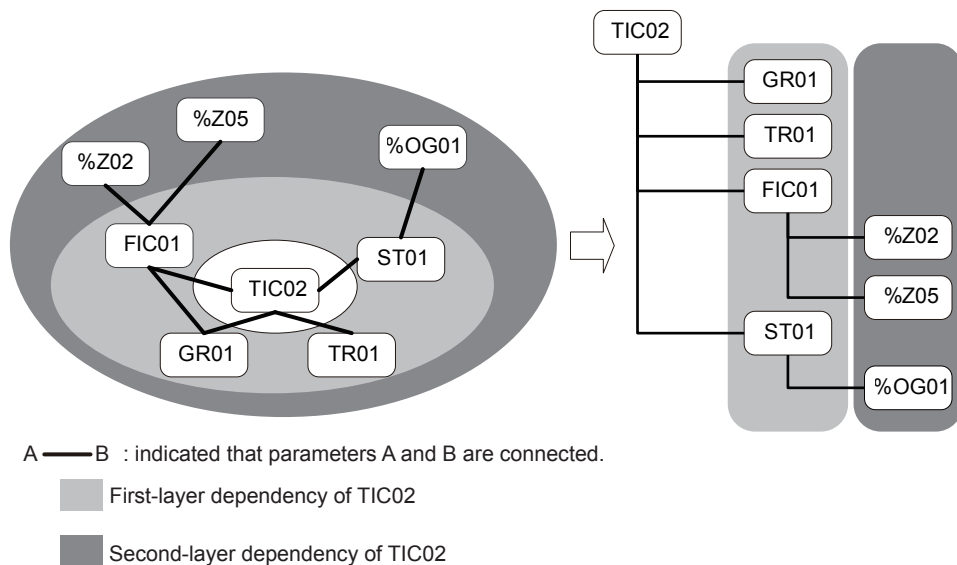 %Z05
%Z02
%OG01
FIC01
ST01
TIC02
GR01
TR01
TIC02
GR01
TR01
FIC01
%Z02
%Z05
ST01
%OG01
A B : indicated that parameters A and B are connected.
First-layer dependency of TIC02
Second-layer dependency of TIC02